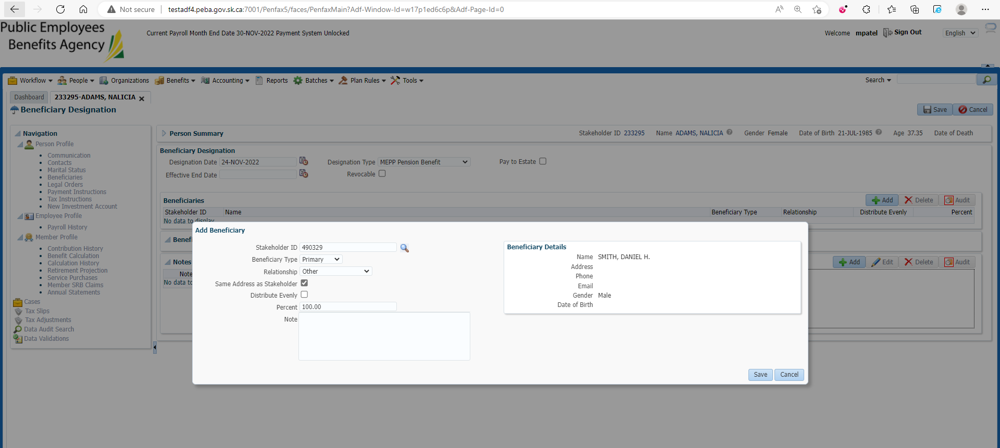 Not secure testadf4.peba.gov.sk.ca:7001/Penfax5/faces/PenfaxMain?Adf-Window-Id=w17p1ed6c6p&Adf-Page-Id=0
Public Employees
Benefits Agency
Current Payroll Month End Date 30-NOV-2022 Payment System Unlocked
Welcome mpatel Sign Out English
Workflow People Organizations Benefits Accounting Reports Batches Plan Rules Tools Search
Dashboard 233295-ADAMS, NALICIA
Beneficiary Designation Save Cancel
Navigation
Person Profile
Communication
Contacts
Marital Status
Beneficiaries
Legal Orders
Payment Instructions
Tax Instructions
New Investment Account
Employee Profile
Payroll History
Member Profile
Contribution History
Benefit Calculation
Calculation History
Retirement Projection
Service Purchases
Member SRB Claims
Annual Statements
Cases
Tax Slips
Tax Adjustments
Data Audit Search
Data Validations
Person Summary Stakeholder ID 233295 Name ADAMS, NALICIA Gender Female Date of Birth 21-JUL-1985 Age 37.35 Date of Death
Beneficiary Designation
Designation Date 24-NOV-2022 Designation Type MEPP Pension Benefit Pay to Estate
Effective End Date Revocable
Beneficiaries Add Delete Audit
Stakeholder ID Name Beneficiary Type Relationship Distribute Evenly Percent
No data to display
Benefi
Notes Add Edit Delete Audit
Note
No data to
Add Beneficiary
Stakeholder ID 490329
Beneficiary Type Primary
Relationship Other
Same Address as Stakeholder
Distribute Evenly
Percent 100.00
Note
Beneficiary Details
Name SMITH, DANIEL H.
Address
Phone
Email
Gender Male
Date of Birth
Save Cancel